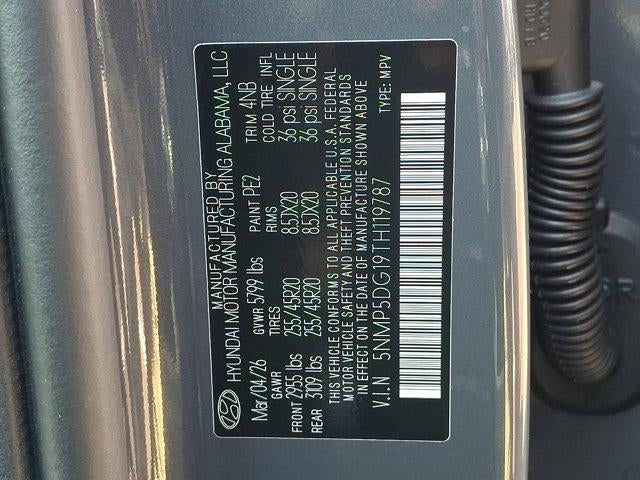 MANUFACTURED BY
HYUNDAI MOTOR MANUFACTURING ALABAMA, LLC
Mar/04/26 GVWR 5799 lbs PAINT PE2 TRIM 4NB
GAWR TIRES RIMS COLD TIRE INFL
FRONT 2955 lbs 255/45R20 8.5JX20 36 psi SINGLE
REAR 3109 lbs 255/45R20 8.5JX20 36 psi SINGLE
THIS VEHICLE CONFORMS TO ALL APPLICABLE U.S.A. FEDERAL
MOTOR VEHICLE SAFETY AND THEFT PREVENTION STANDARDS
IN EFFECT ON THE DATE OF MANUFACTURE SHOWN ABOVE
V.I.N 5NMP5DG19TH119787 TYPE: MPV